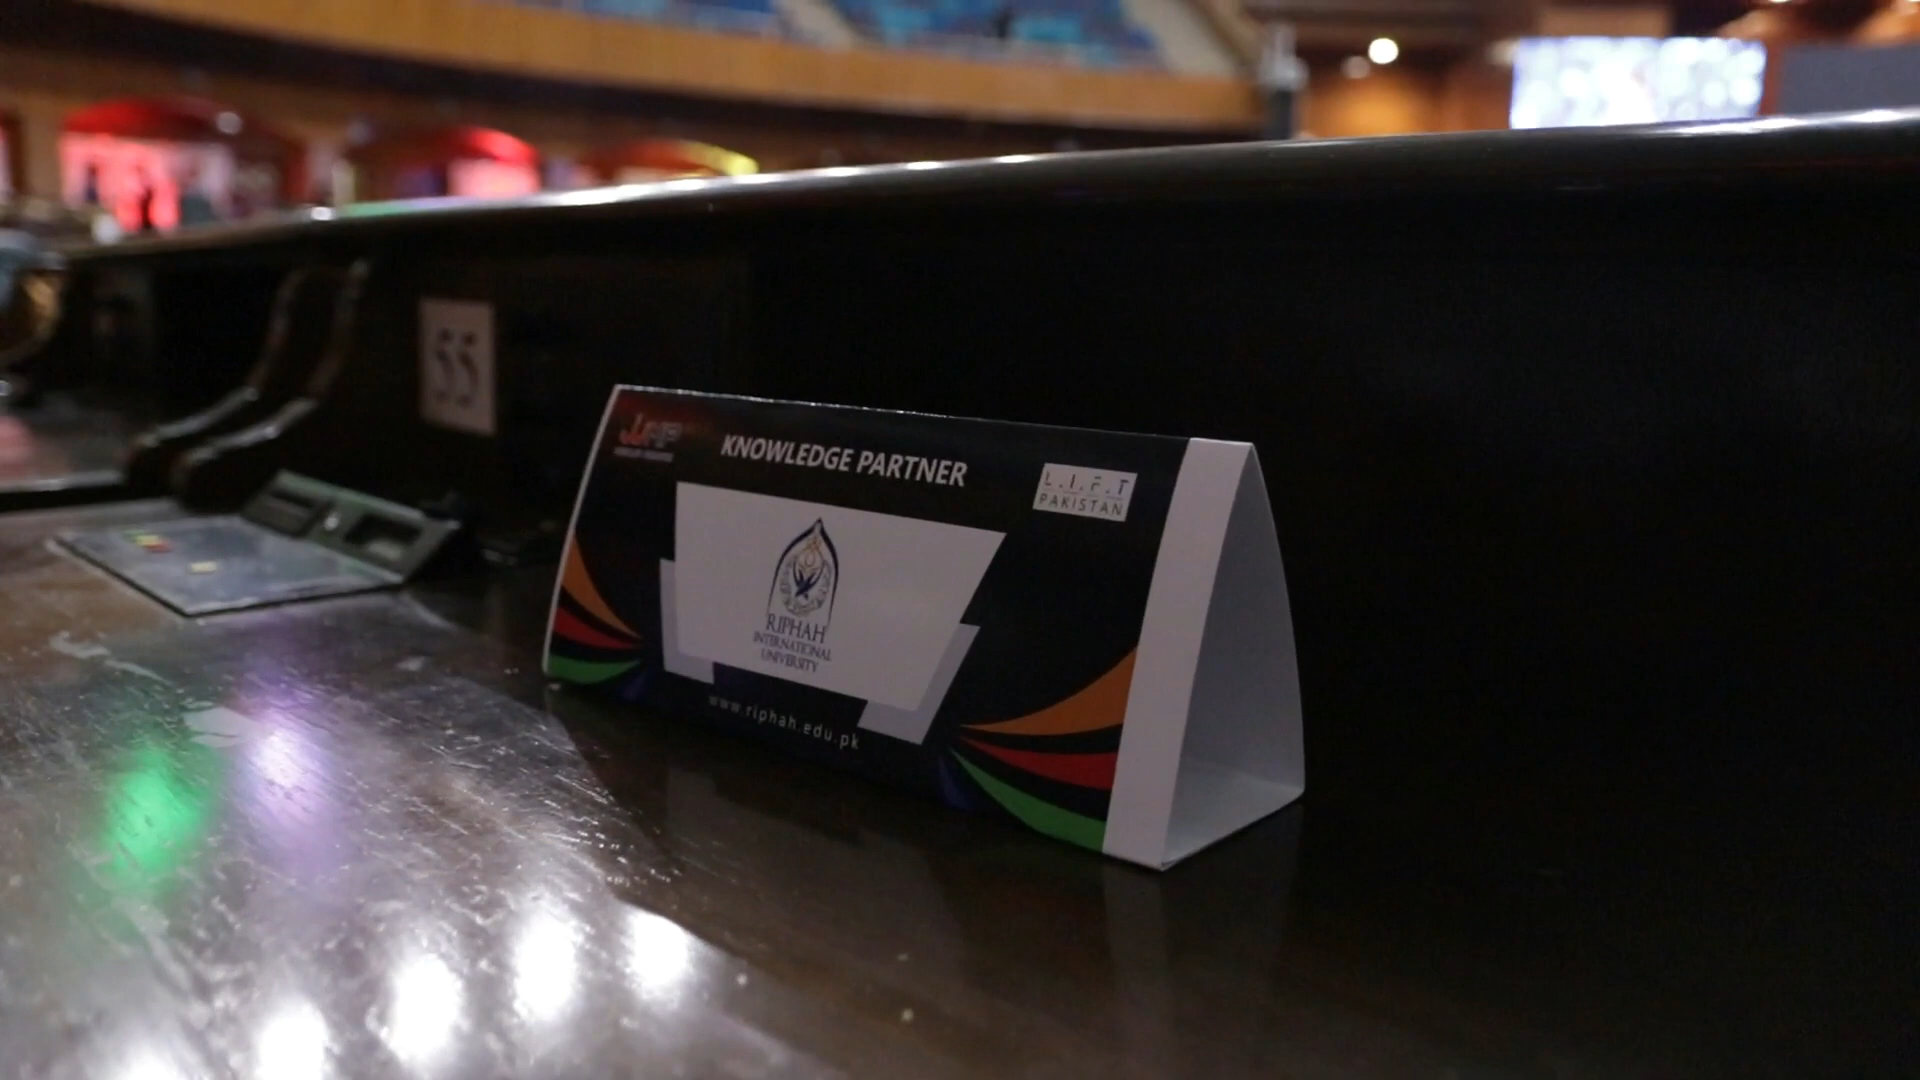 55
KNOWLEDGE PARTNER
L.I.F.T
PAKISTAN
RIPHAH
INTERNATIONAL
UNIVERSITY
www.riphah.edu.pk